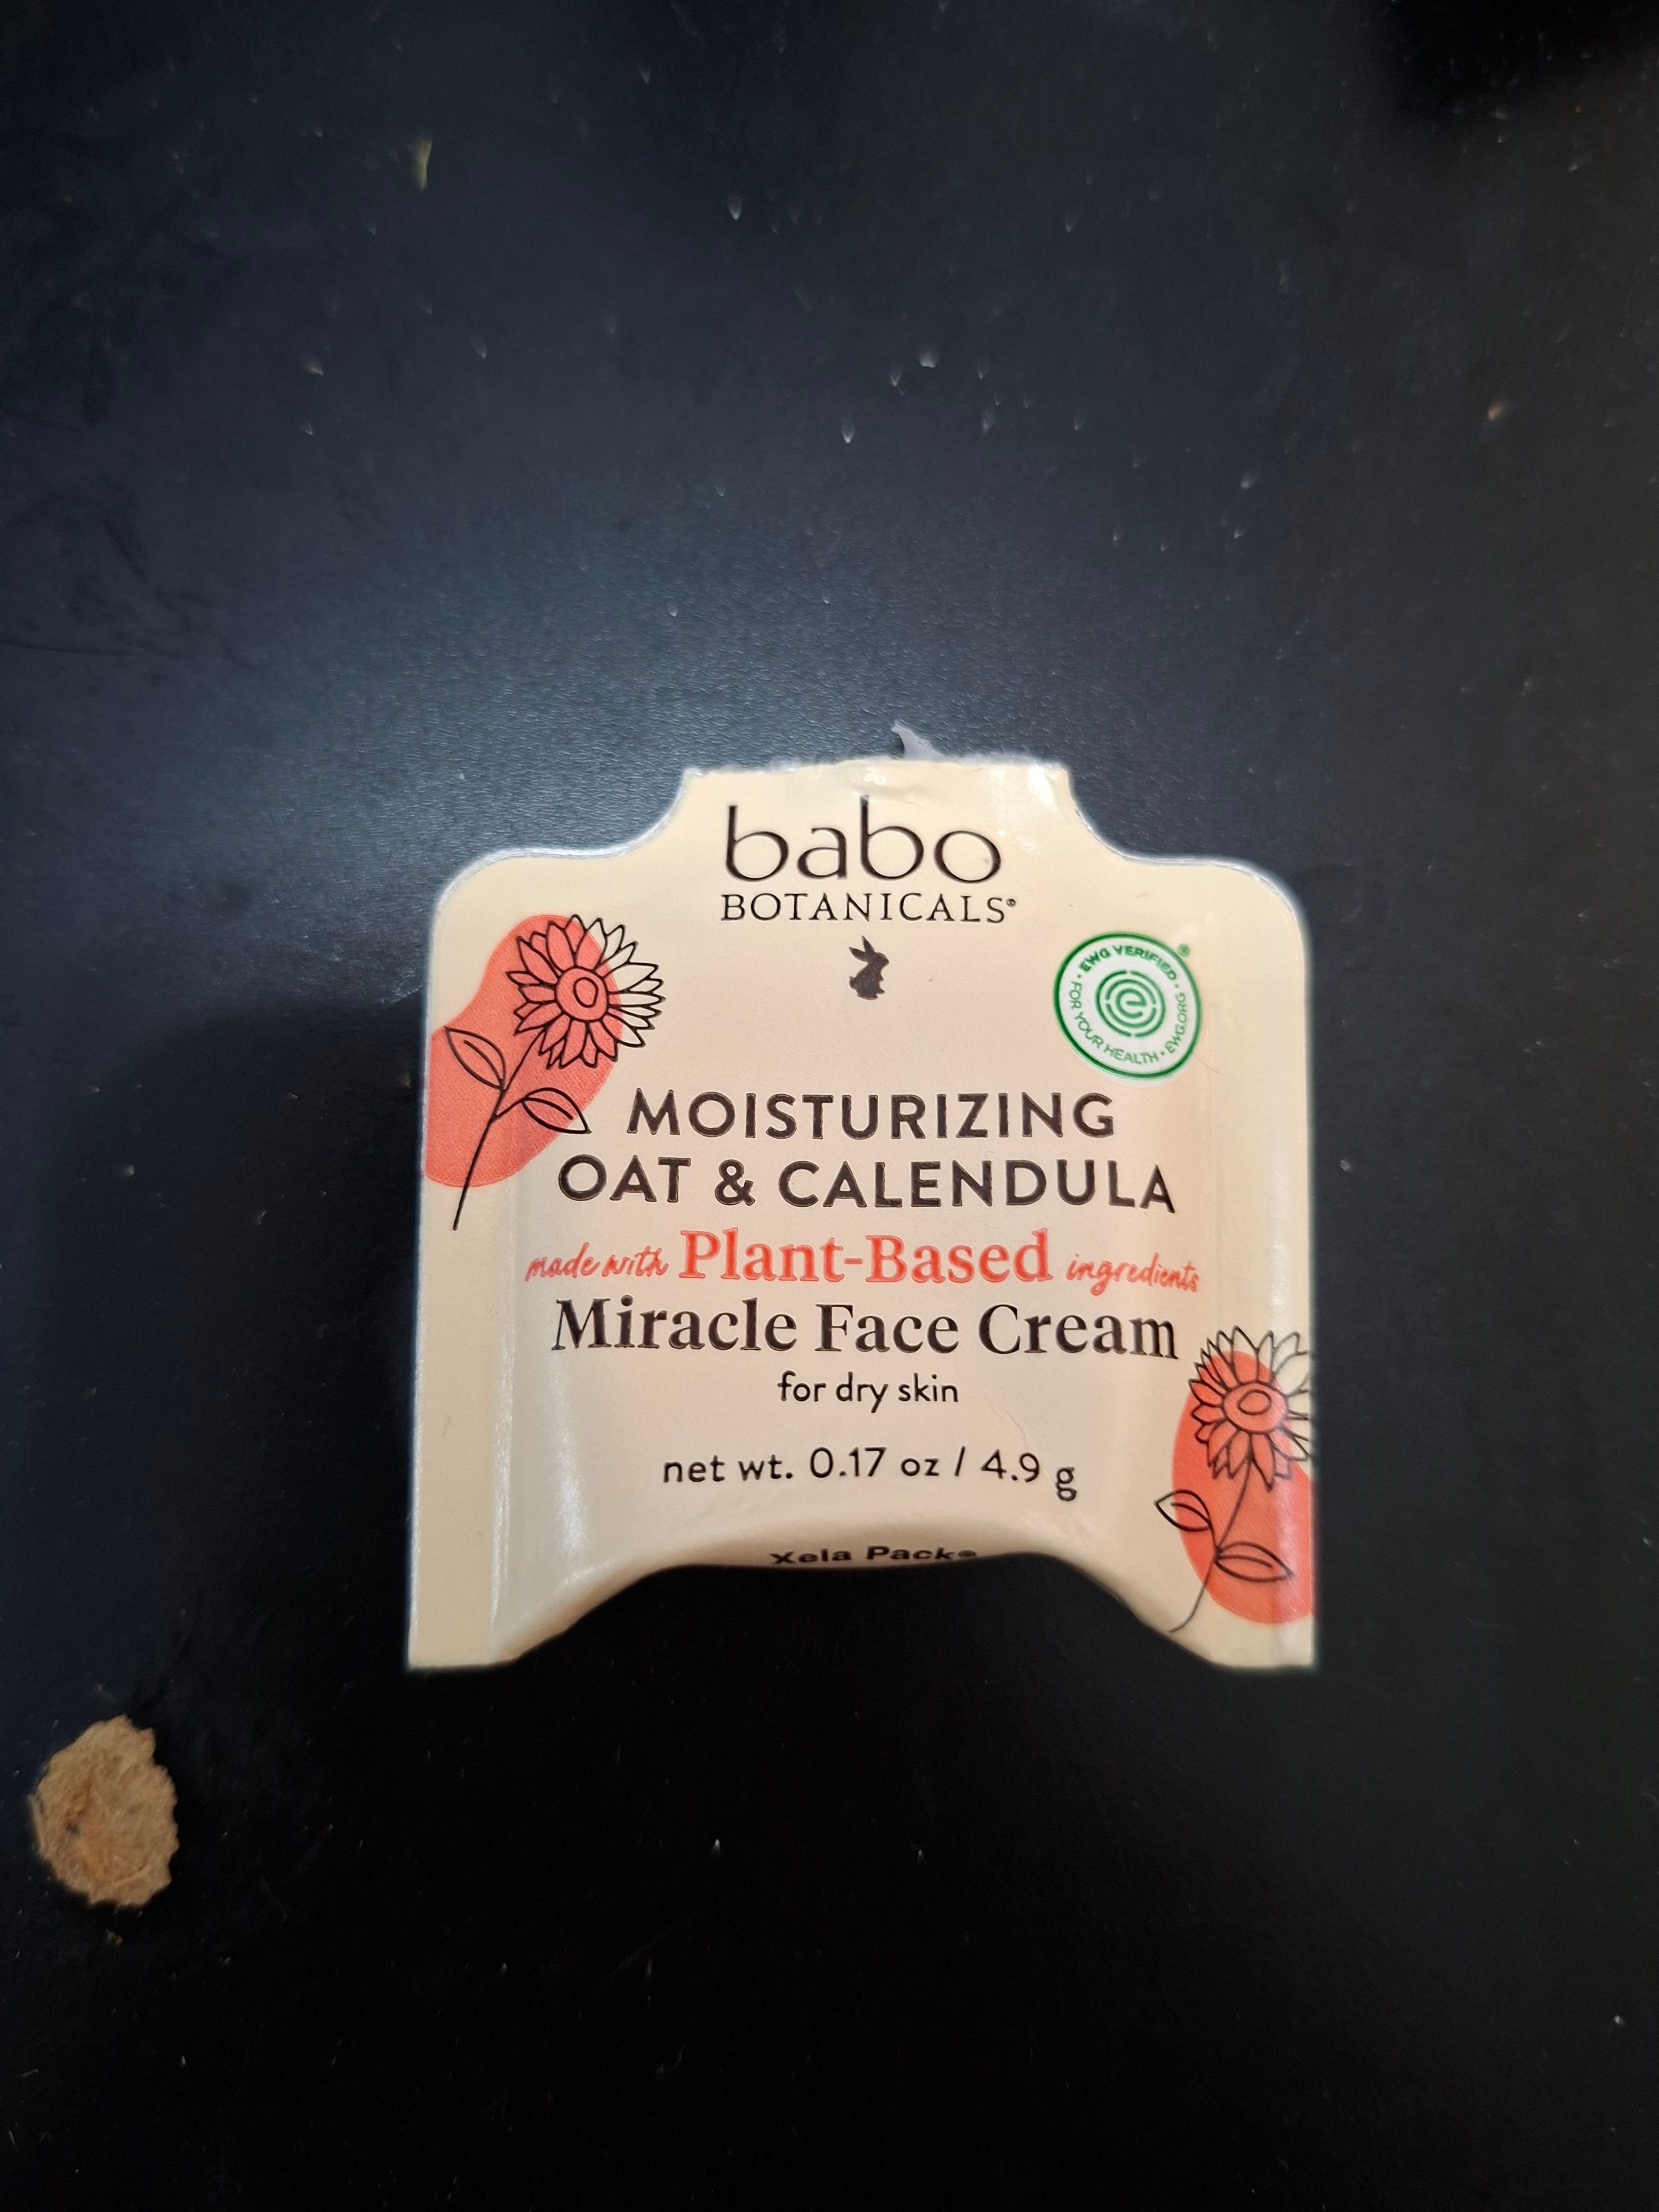 babo
BOTANICALS®
EWG VERIFIED® • FOR YOUR HEALTH • EWG.ORG •
MOISTURIZING
OAT & CALENDULA
made with Plant-Based ingredients
Miracle Face Cream
for dry skin
net wt. 0.17 oz / 4.9 g
Xela Pack®